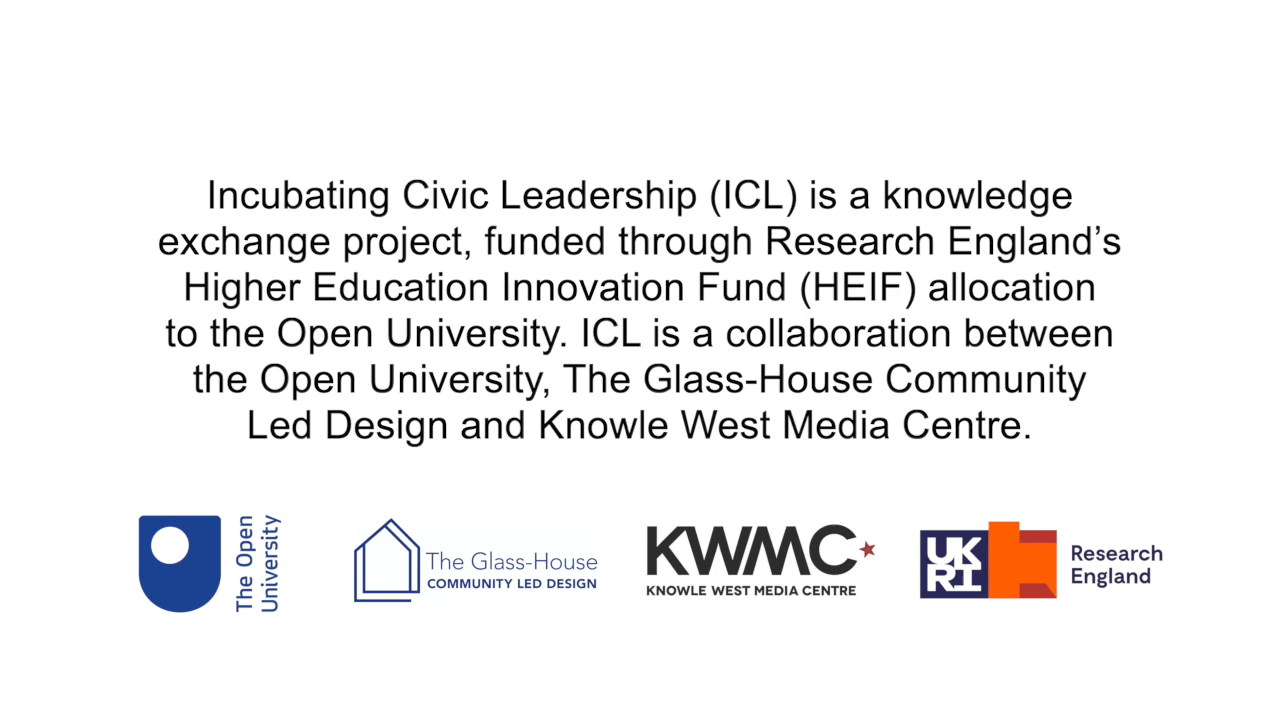 Incubating Civic Leadership (ICL) is a knowledge
exchange project, funded through Research England’s
Higher Education Innovation Fund (HEIF) allocation
to the Open University. ICL is a collaboration between
the Open University, The Glass-House Community
Led Design and Knowle West Media Centre.
The Open
University
The Glass-House
COMMUNITY LED DESIGN
KWMC
KNOWLE WEST MEDIA CENTRE
UK
RI
Research
England